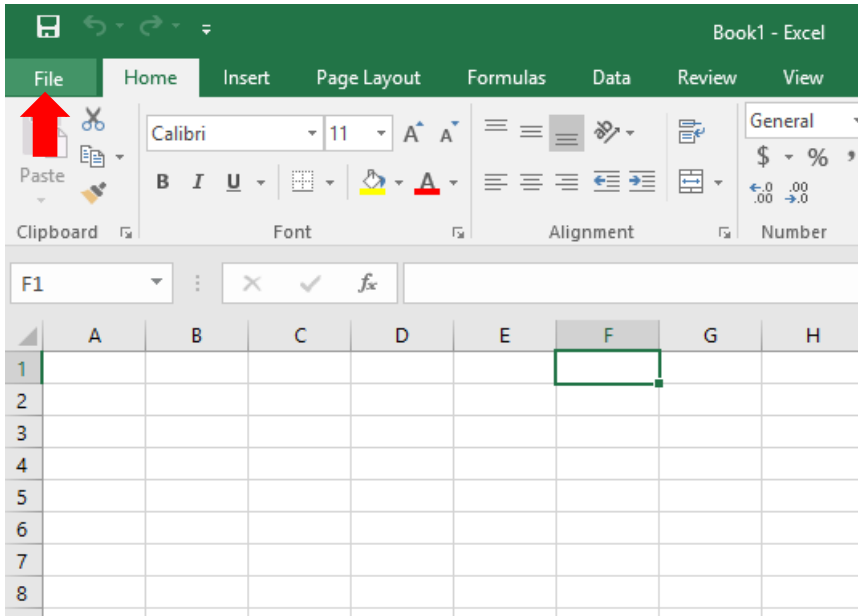 Book1 - Excel
File Home Insert Page Layout Formulas Data Review View
Calibri 11 A A General
Paste B I U A $ % ,
Clipboard Font Alignment Number
F1 fx
A B C D E F G H
1
2
3
4
5
6
7
8